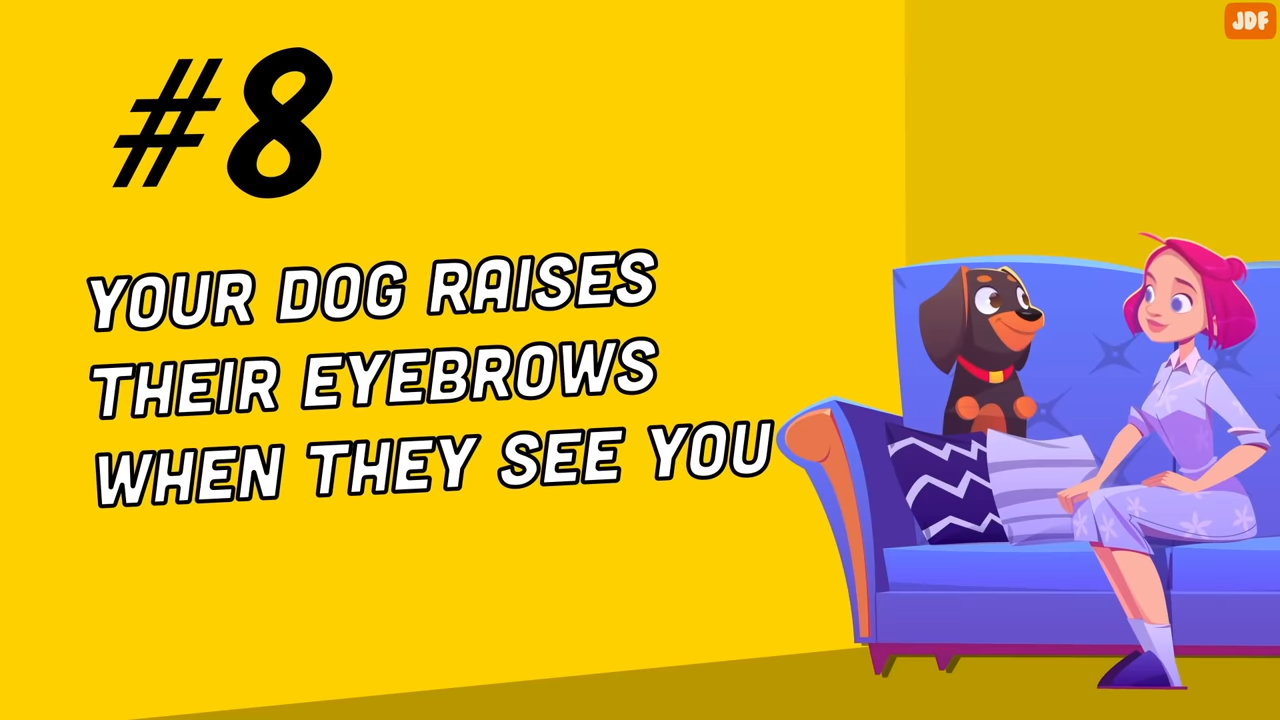 JDF
#8
YOUR DOG RAISES
THEIR EYEBROWS
WHEN THEY SEE YOU